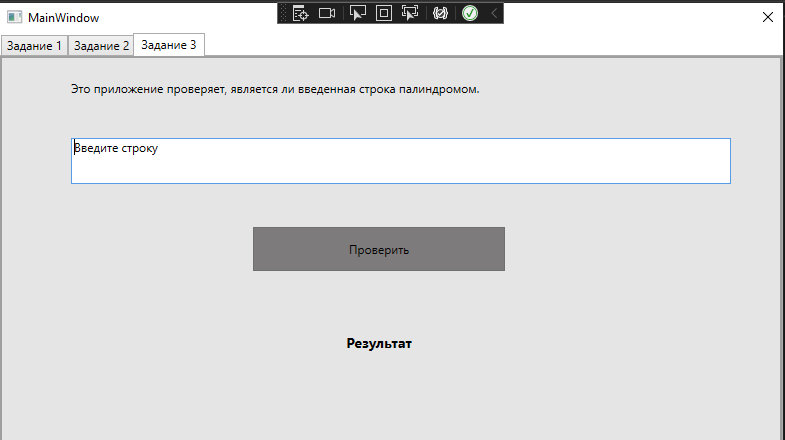 MainWindow
Задание 1 Задание 2 Задание 3
Это приложение проверяет, является ли введенная строка палиндромом.
Введите строку
Проверить
Результат